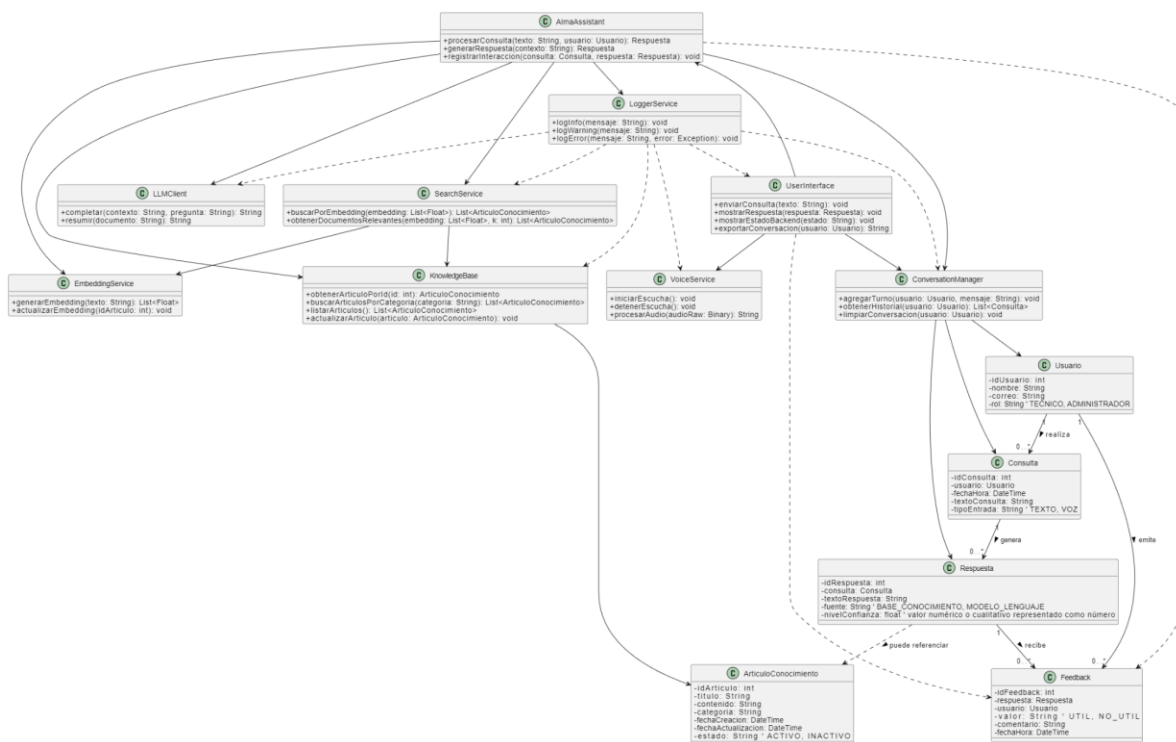 C AlmaAssistant
+procesarConsulta(texto: String, usuario: Usuario): Respuesta
+generarRespuesta(contexto: String): Respuesta
+registrarInteraccion(consulta: Consulta, respuesta: Respuesta): void
C LoggerService
+logInfo(mensaje: String): void
+logWarning(mensaje: String): void
+logError(mensaje: String, error: Exception): void
C LLMClient
+completar(contexto: String, pregunta: String): String
+resumir(documento: String): String
C SearchService
+buscarPorEmbedding(embedding: List<Float>): List<ArticuloConocimiento>
+obtenerDocumentosRelevantes(embedding: List<Float>, k: int): List<ArticuloConocimiento>
C UserInterface
+enviarConsulta(texto: String): void
+mostrarRespuesta(respuesta: Respuesta): void
+mostrarEstadoBackend(estado: String): void
+exportarConversacion(usuario: Usuario): String
C EmbeddingService
+generarEmbedding(texto: String): List<Float>
+actualizarEmbedding(idArticulo: int): void
C KnowledgeBase
+obtenerArticuloPorId(id: int): ArticuloConocimiento
+buscarArticulosPorCategoria(categoria: String): List<ArticuloConocimiento>
+listarArticulos(): List<ArticuloConocimiento>
+actualizarArticulo(articulo: ArticuloConocimiento): void
C VoiceService
+iniciarEscucha(): void
+detenerEscucha(): void
+procesarAudio(audioRaw: Binary): String
C ConversationManager
+agregarTurno(usuario: Usuario, mensaje: String): void
+obtenerHistorial(usuario: Usuario): List<Consulta>
+limpiarConversacion(usuario: Usuario): void
C Usuario
-idUsuario: int
-nombre: String
-correo: String
-rol: String ' TECNICO, ADMINISTRADOR
1
1
realiza
0..*
C Consulta
-idConsulta: int
-usuario: Usuario
-fechaHora: DateTime
-textoConsulta: String
-tipoEntrada: String ' TEXTO, VOZ
1
genera
emite
0..*
C Respuesta
-idRespuesta: int
-consulta: Consulta
-textoRespuesta: String
-fuente: String ' BASE_CONOCIMIENTO, MODELO_LENGUAJE
-nivelConfianza: float ' valor numérico o cualitativo representado como número
1
puede referenciar
recibe
0..*
0..*
C ArticuloConocimiento
-idArticulo: int
-titulo: String
-contenido: String
-categoria: String
-fechaCreacion: DateTime
-fechaActualizacion: DateTime
-estado: String ' ACTIVO, INACTIVO
C Feedback
-idFeedback: int
-respuesta: Respuesta
-usuario: Usuario
-valor: String ' UTIL, NO_UTIL
-comentario: String
-fechaHora: DateTime